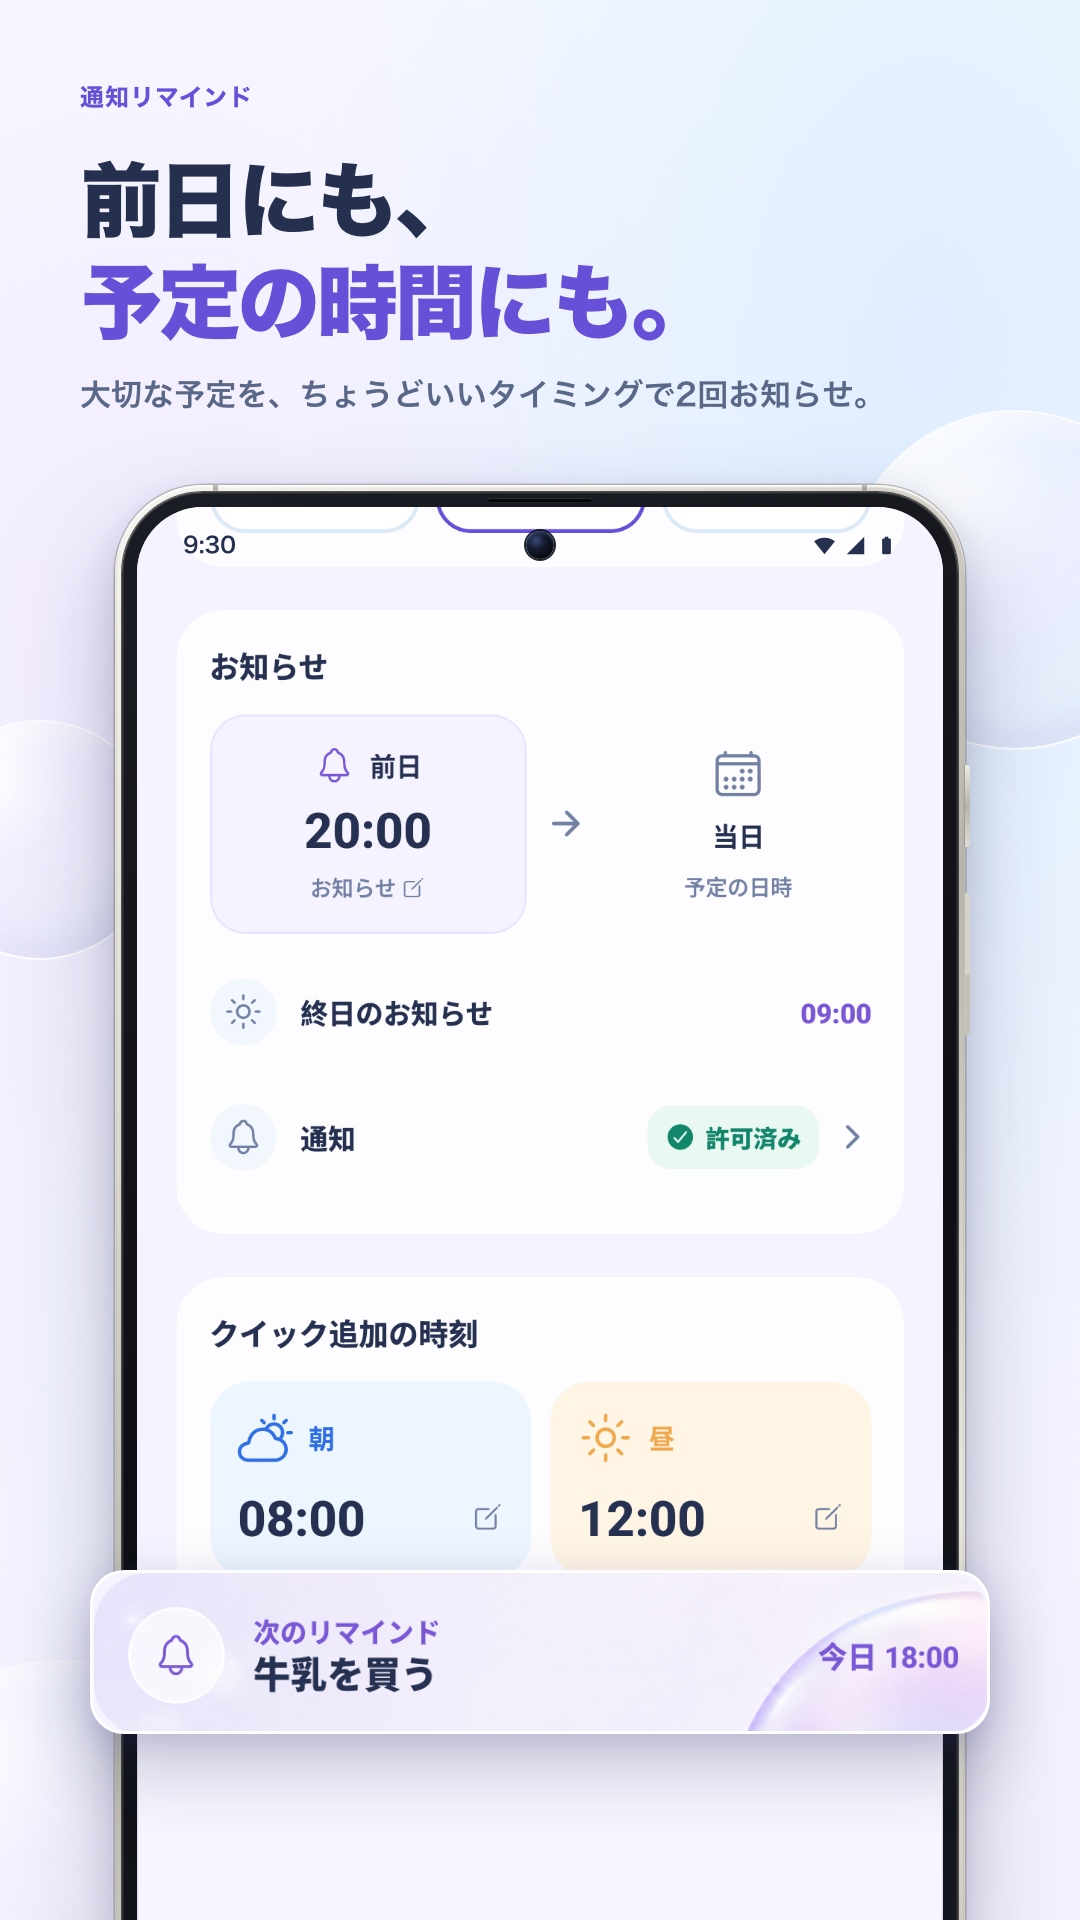 通知リマインド
前日にも、
予定の時間にも。
大切な予定を、ちょうどいいタイミングで2回お知らせ。
9:30
お知らせ
前日
20:00
お知らせ
当日
予定の日時
終日のお知らせ
09:00
通知
許可済み
クイック追加の時刻
朝
08:00
昼
12:00
次のリマインド
牛乳を買う
今日 18:00